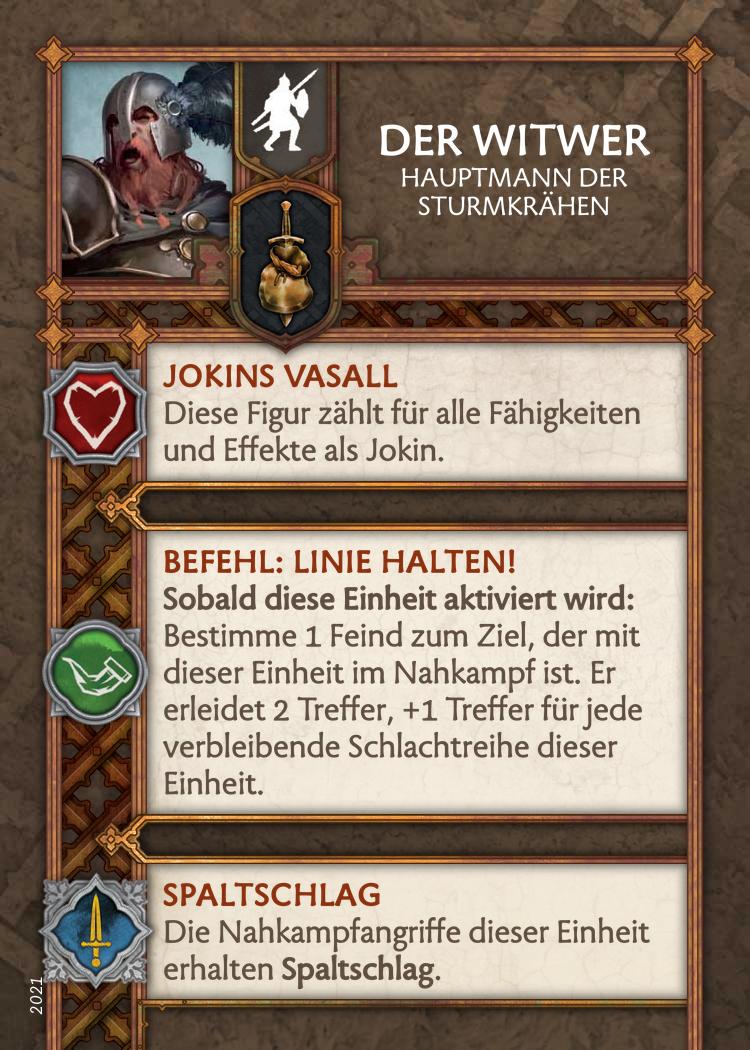 DER WITWER
HAUPTMANN DER
STURMKRÄHEN
JOKINS VASALL
Diese Figur zählt für alle Fähigkeiten
und Effekte als Jokin.
BEFEHL: LINIE HALTEN!
Sobald diese Einheit aktiviert wird:
Bestimme 1 Feind zum Ziel, der mit
dieser Einheit im Nahkampf ist. Er
erleidet 2 Treffer, +1 Treffer für jede
verbleibende Schlachtreihe dieser
Einheit.
SPALTSCHLAG
Die Nahkampfangriffe dieser Einheit
erhalten Spaltschlag.
2021